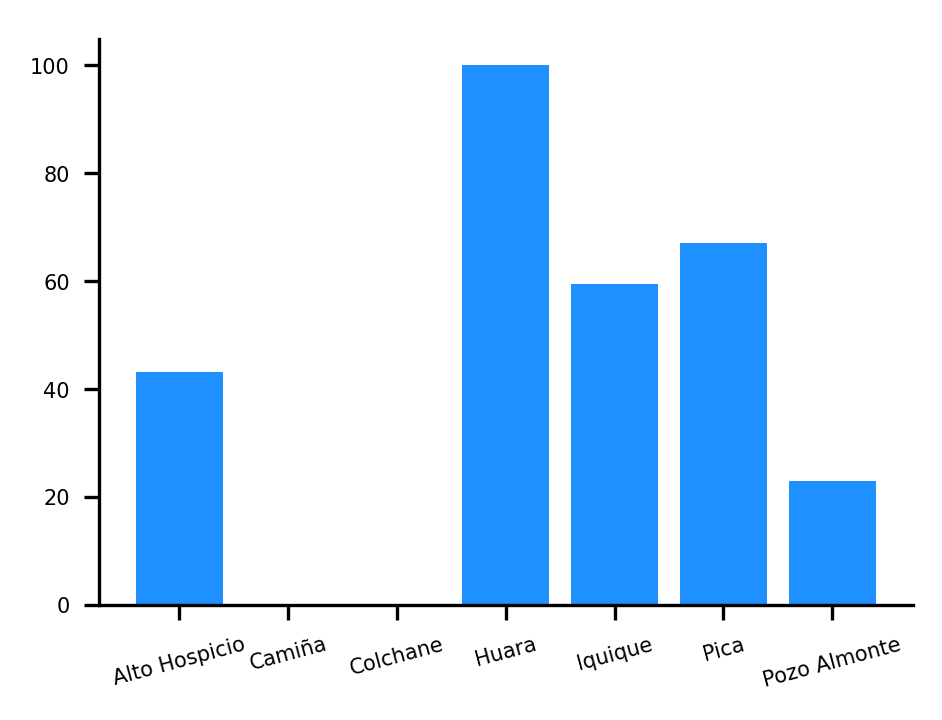 100
80
60
40
20
0
Alto Hospicio
Camiña
Colchane
Huara
Iquique
Pica
Pozo Almonte